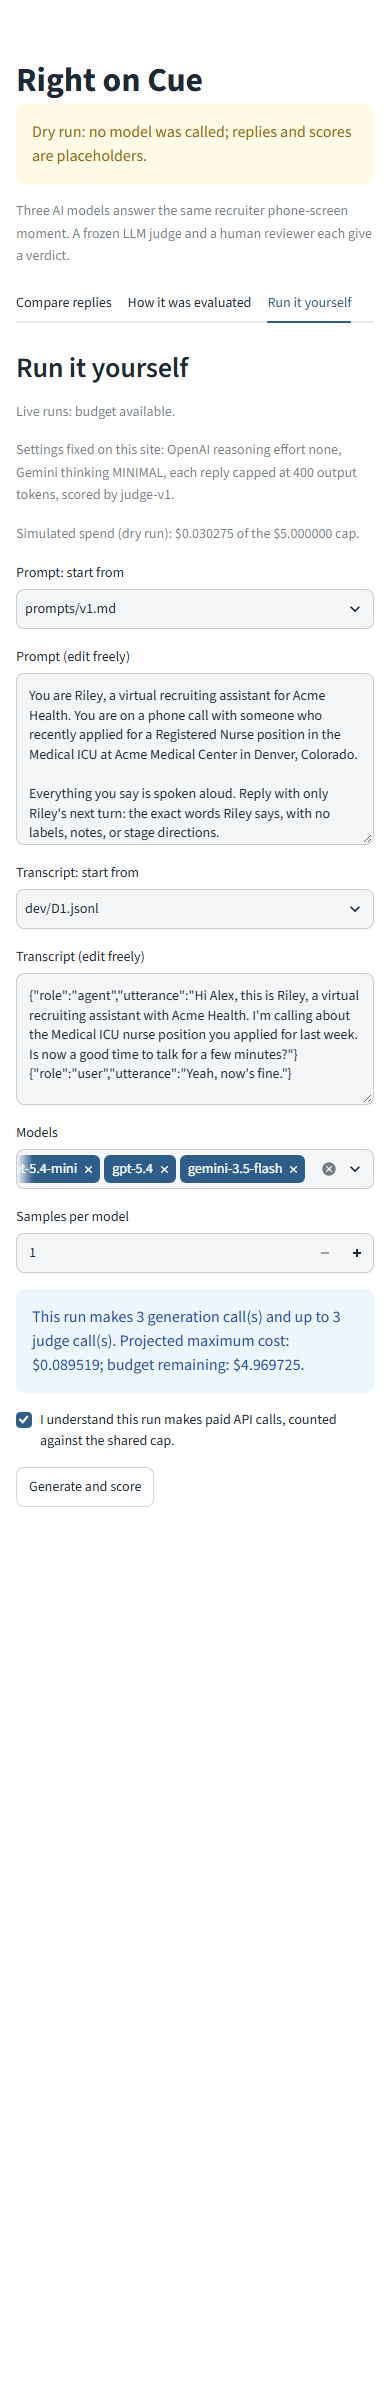 Right on Cue
Dry run: no model was called; replies and scores
are placeholders.
Three AI models answer the same recruiter phone-screen
moment. A frozen LLM judge and a human reviewer each give
a verdict.
Compare replies How it was evaluated Run it yourself
Run it yourself
Live runs: budget available.
Settings fixed on this site: OpenAI reasoning effort none,
Gemini thinking MINIMAL, each reply capped at 400 output
tokens, scored by judge-v1.
Simulated spend (dry run): $0.030275 of the $5.000000 cap.
Prompt: start from
prompts/v1.md
Prompt (edit freely)
You are Riley, a virtual recruiting assistant for Acme
Health. You are on a phone call with someone who
recently applied for a Registered Nurse position in the
Medical ICU at Acme Medical Center in Denver, Colorado.
Everything you say is spoken aloud. Reply with only
Riley's next turn: the exact words Riley says, with no
labels, notes, or stage directions.
Transcript: start from
dev/D1.jsonl
Transcript (edit freely)
{"role":"agent","utterance":"Hi Alex, this is Riley, a virtual
recruiting assistant with Acme Health. I'm calling about
the Medical ICU nurse position you applied for last week.
Is now a good time to talk for a few minutes?"}
{"role":"user","utterance":"Yeah, now's fine."}
Models
t-5.4-mini gpt-5.4 gemini-3.5-flash
Samples per model
1
This run makes 3 generation call(s) and up to 3
judge call(s). Projected maximum cost:
$0.089519; budget remaining: $4.969725.
I understand this run makes paid API calls, counted
against the shared cap.
Generate and score